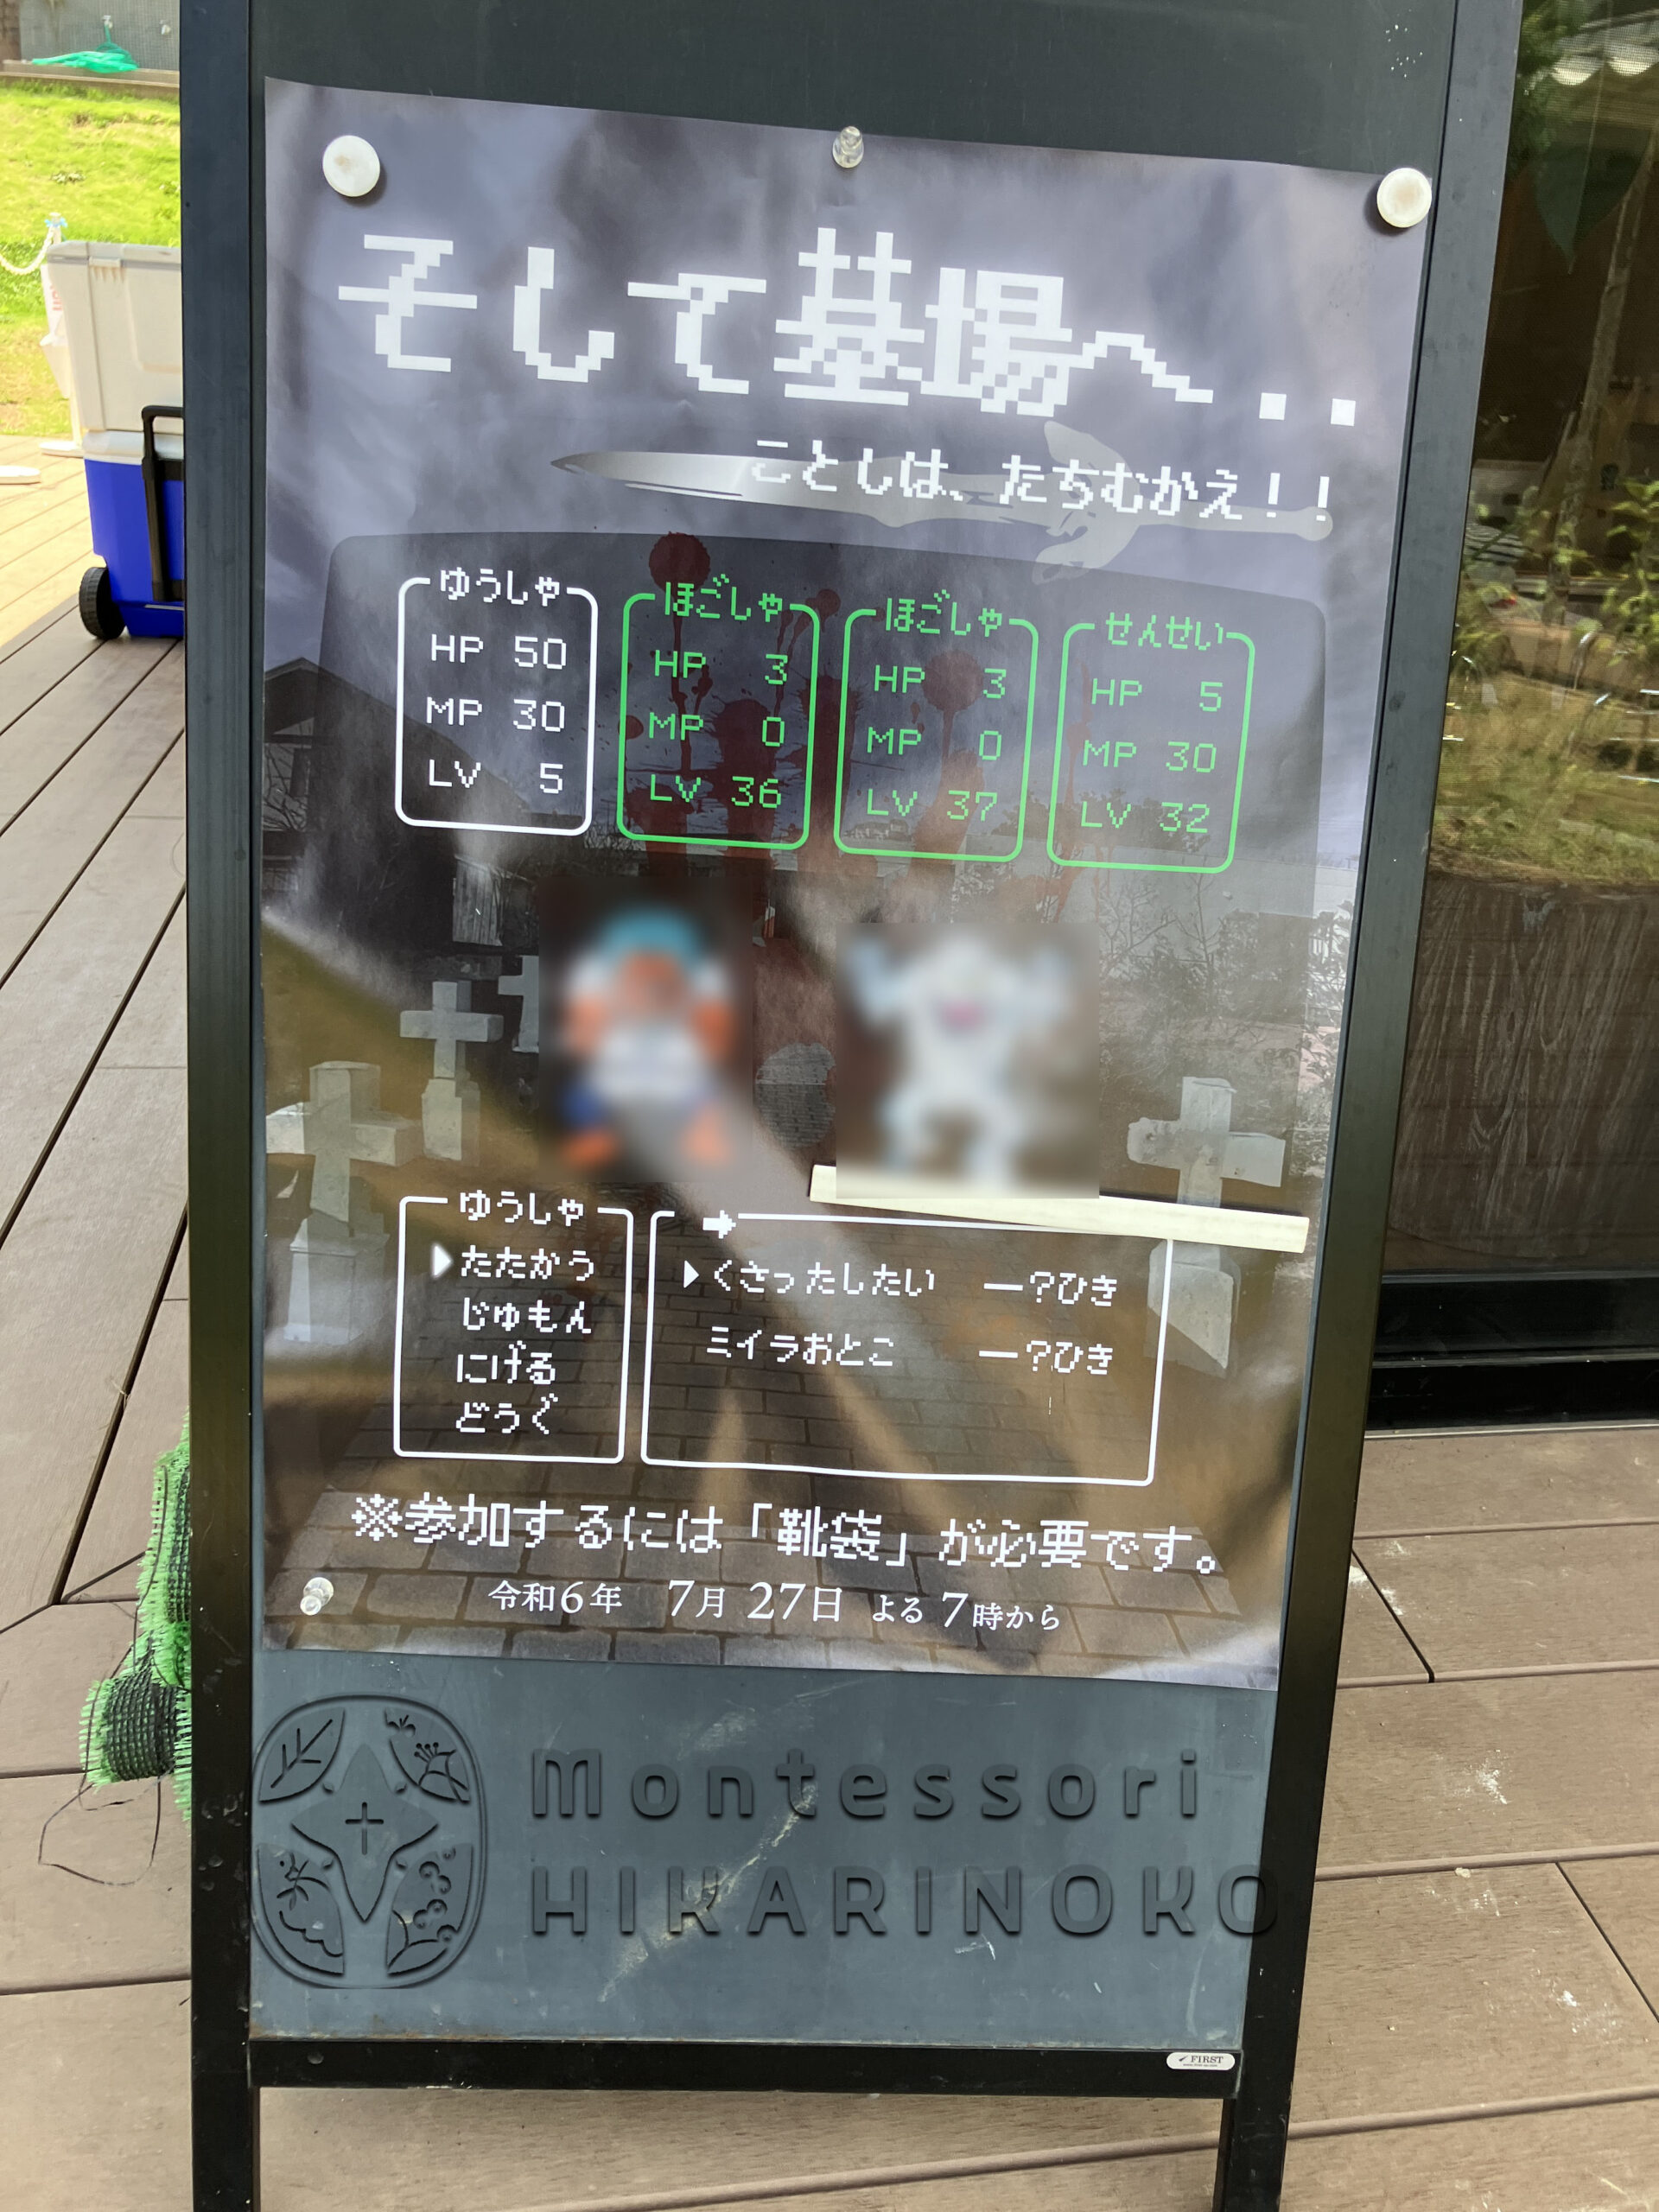 そして墓場へ..
ことしは、たちむかえ!!
ゆうしゃ
HP 50
MP 30
LV 5
ほごしゃ
HP 3
MP 0
LV 36
ほごしゃ
HP 3
MP 0
LV 37
せんせい
HP 5
MP 30
LV 32
ゆうしゃ
▶たたかう
じゅもん
にげる
どうぐ
➡
▶くさったしたい ー?ひき
ミイラおとこ ー?ひき
※参加するには「靴袋」が必要です。
令和6年 7月27日 よる7時から
Montessori
HIKARINOKO
FIRST